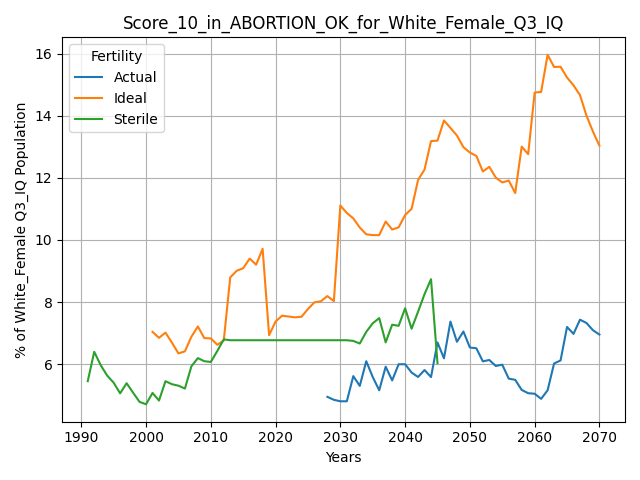 Score_10_in_ABORTION_OK_for_White_Female_Q3_IQ
Fertility
Actual
Ideal
Sterile
% of White_Female Q3_IQ Population
16
14
12
10
8
6
1990 2000 2010 2020 2030 2040 2050 2060 2070
Years